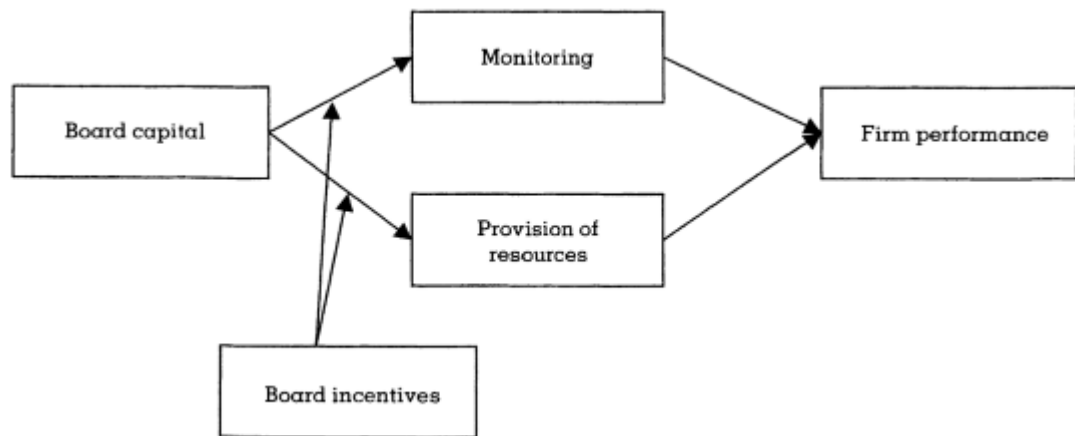 Monitoring
Board capital
Firm performance
Provision of
resources
Board incentives